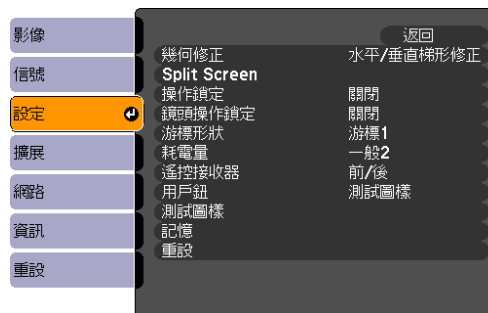 影像
信號
設定
擴展
網路
資訊
重設
返回
幾何修正 水平/垂直梯形修正
Split Screen
操作鎖定 關閉
鏡頭操作鎖定 關閉
游標形狀 游標1
耗電量 一般2
遙控接收器 前/後
用戶鈕 測試圖樣
測試圖樣
記憶
重設